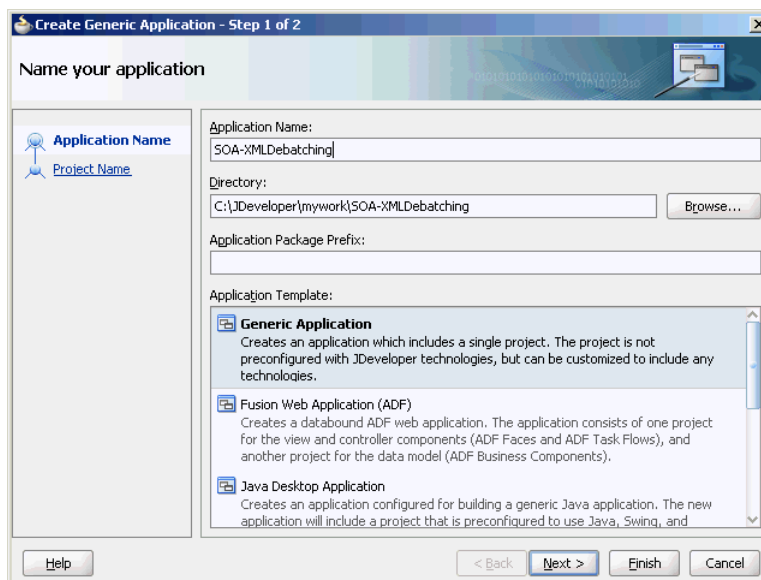 Create Generic Application - Step 1 of 2
Name your application
Application Name
Project Name
Application Name:
SOA-XMLDebatching
Directory:
C:\JDeveloper\mywork\SOA-XMLDebatching
Browse...
Application Package Prefix:
Application Template:
Generic Application
Creates an application which includes a single project. The project is not
preconfigured with JDeveloper technologies, but can be customized to include any
technologies.
Fusion Web Application (ADF)
Creates a databound ADF web application. The application consists of one project
for the view and controller components (ADF Faces and ADF Task Flows), and
another project for the data model (ADF Business Components).
Java Desktop Application
Creates an application configured for building a generic Java application. The new
application will include a project that is preconfigured to use Java, Swing, and
Help
< Back
Next >
Finish
Cancel